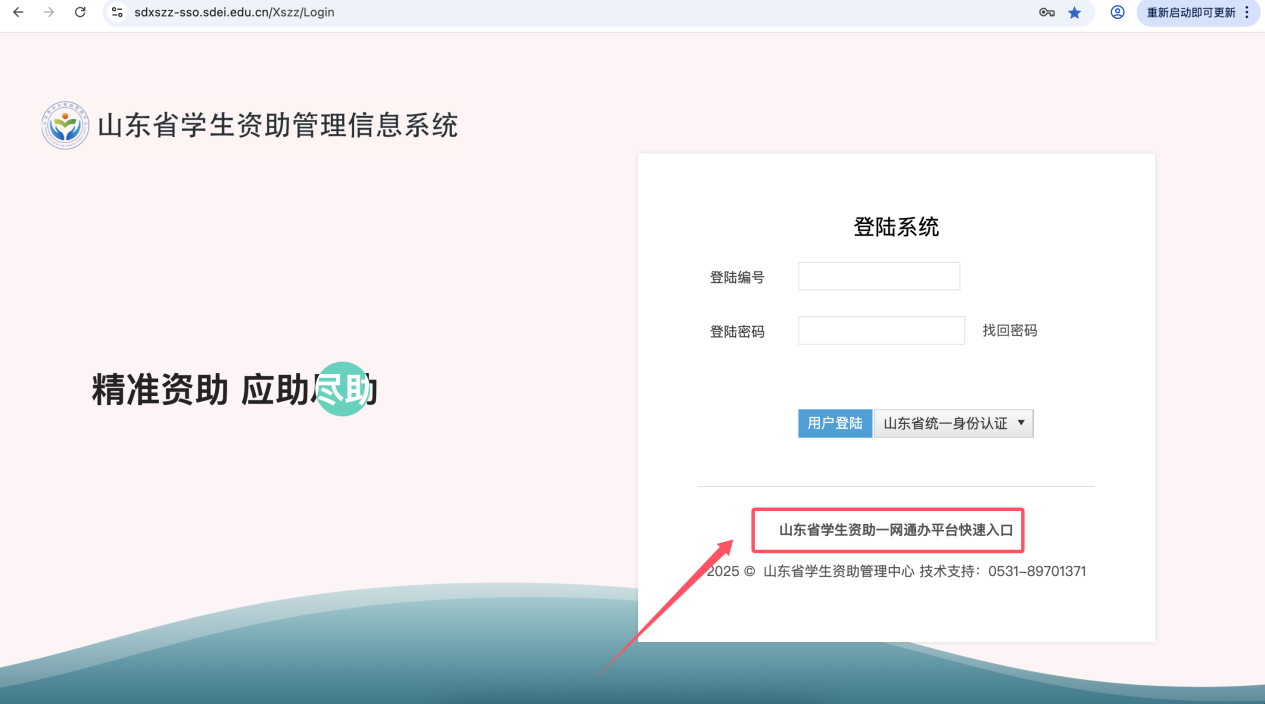 sdxszz-sso.sdei.edu.cn/Xszz/Login
重新启动即可更新
山东省学生资助管理信息系统
登陆系统
登陆编号
登陆密码
找回密码
精准资助 应助尽助
用户登陆
山东省统一身份认证
山东省学生资助一网通办平台快速入口
2025 © 山东省学生资助管理中心 技术支持：0531-89701371